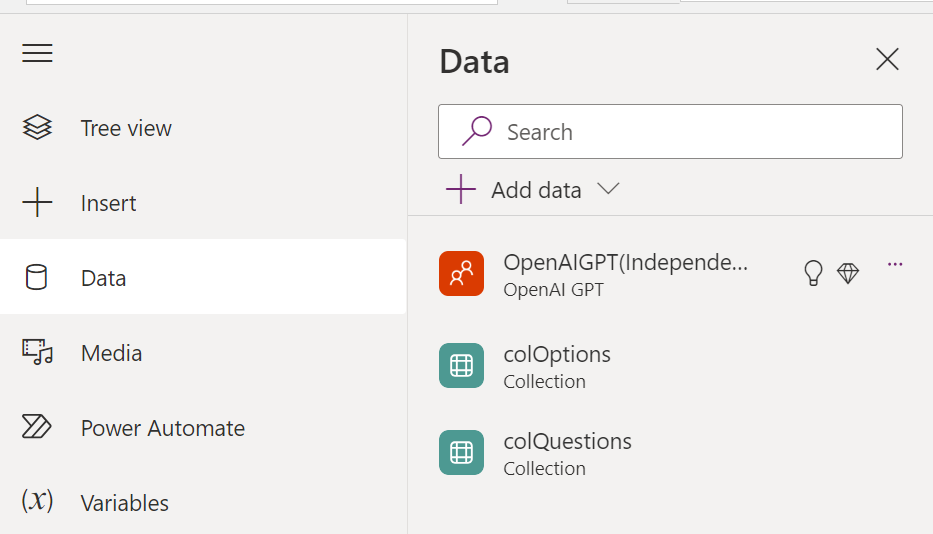 Tree view
Insert
Data
Media
Power Automate
(x) Variables
Data
Search
Add data
OpenAIGPT(Independe...
OpenAI GPT
colOptions
Collection
colQuestions
Collection